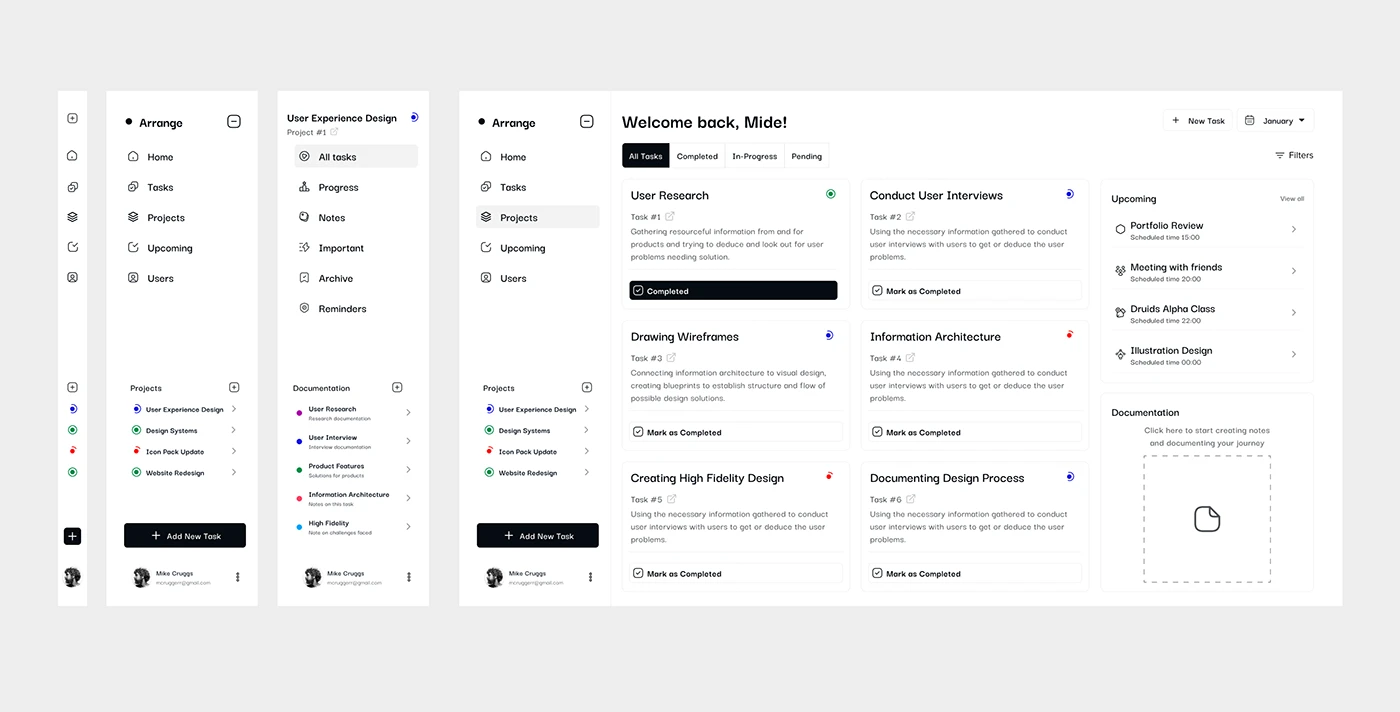 Arrange
Home
Tasks
Projects
Upcoming
Users
Projects
User Experience Design
Design Systems
Icon Pack Update
Website Redesign
Add New Task
Mike Cruggs
mcruggerr@gmail.com
User Experience Design
Project #1
All tasks
Progress
Notes
Important
Archive
Reminders
Documentation
User Research
Research documentation
User Interview
Interview documentation
Product Features
Solutions for products
Information Architecture
Notes on this task
High Fidelity
Note on challenges faced
Mike Cruggs
mcruggerr@gmail.com
Arrange
Home
Tasks
Projects
Upcoming
Users
Projects
User Experience Design
Design Systems
Icon Pack Update
Website Redesign
Add New Task
Mike Cruggs
mcruggerr@gmail.com
Welcome back, Mide!
New Task
January
All Tasks
Completed
In-Progress
Pending
Filters
User Research
Task #1
Gathering resourceful information from and for
products and trying to deduce and look out for user
problems needing solution.
Completed
Conduct User Interviews
Task #2
Using the necessary information gathered to conduct
user interviews with users to get or deduce the user
problems.
Mark as Completed
Drawing Wireframes
Task #3
Connecting information architecture to visual design,
creating blueprints to establish structure and flow of
possible design solutions.
Mark as Completed
Information Architecture
Task #4
Using the necessary information gathered to conduct
user interviews with users to get or deduce the user
problems.
Mark as Completed
Creating High Fidelity Design
Task #5
Using the necessary information gathered to conduct
user interviews with users to get or deduce the user
problems.
Mark as Completed
Documenting Design Process
Task #6
Using the necessary information gathered to conduct
user interviews with users to get or deduce the user
problems.
Mark as Completed
Upcoming
View all
Portfolio Review
Scheduled time 15:00
Meeting with friends
Scheduled time 20:00
Druids Alpha Class
Scheduled time 22:00
Illustration Design
Scheduled time 00:00
Documentation
Click here to start creating notes
and documenting your journey